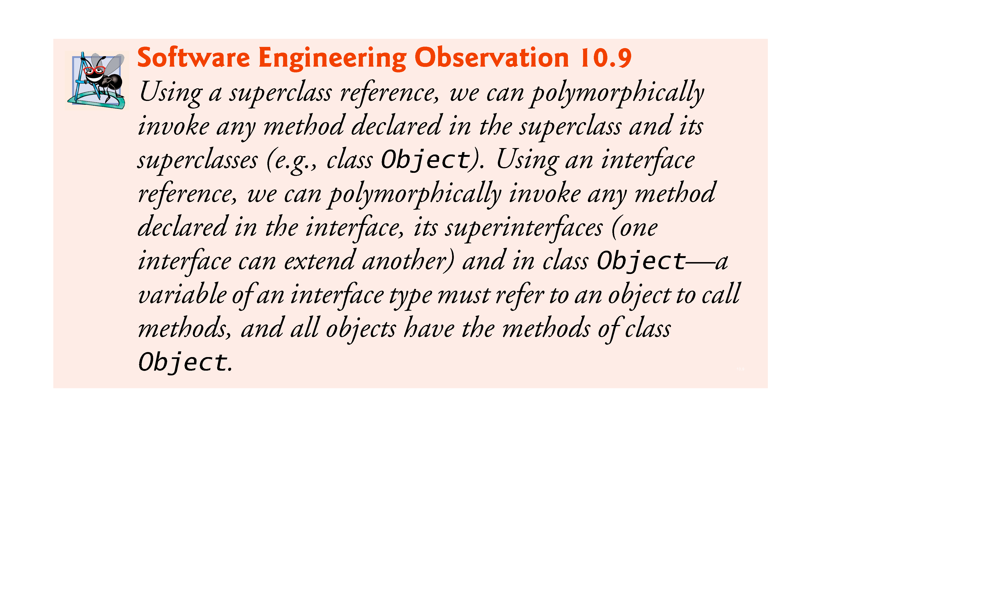 Software Engineering Observation 10.9
Using a superclass reference, we can polymorphically
invoke any method declared in the superclass and its
superclasses (e.g., class Object). Using an interface
reference, we can polymorphically invoke any method
declared in the interface, its superinterfaces (one
interface can extend another) and in class Object—a
variable of an interface type must refer to an object to call
methods, and all objects have the methods of class
Object.